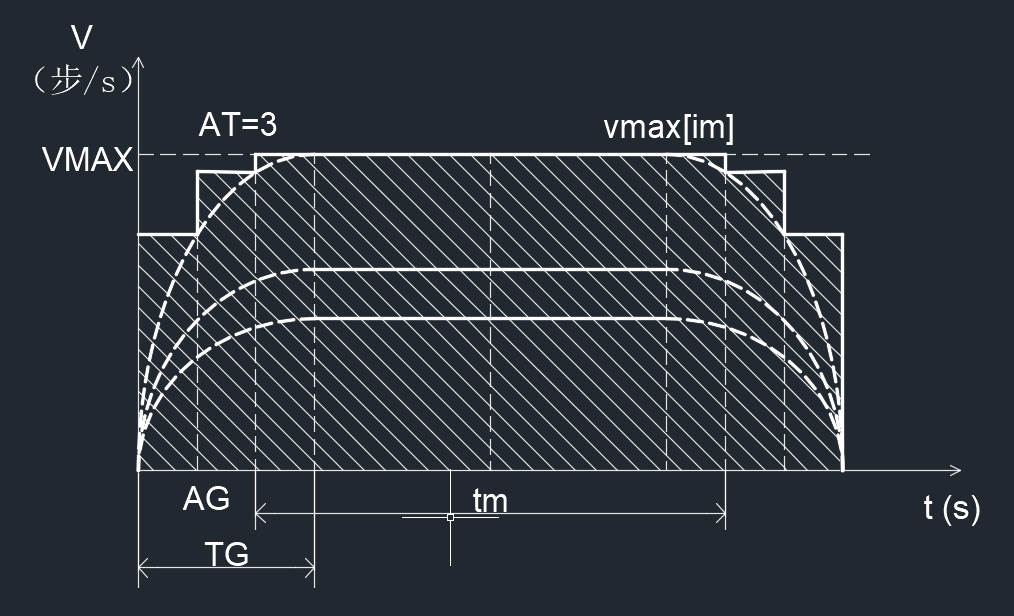 V
（步/s）
AT=3
vmax[im]
VMAX
AG
tm
t (s)
TG